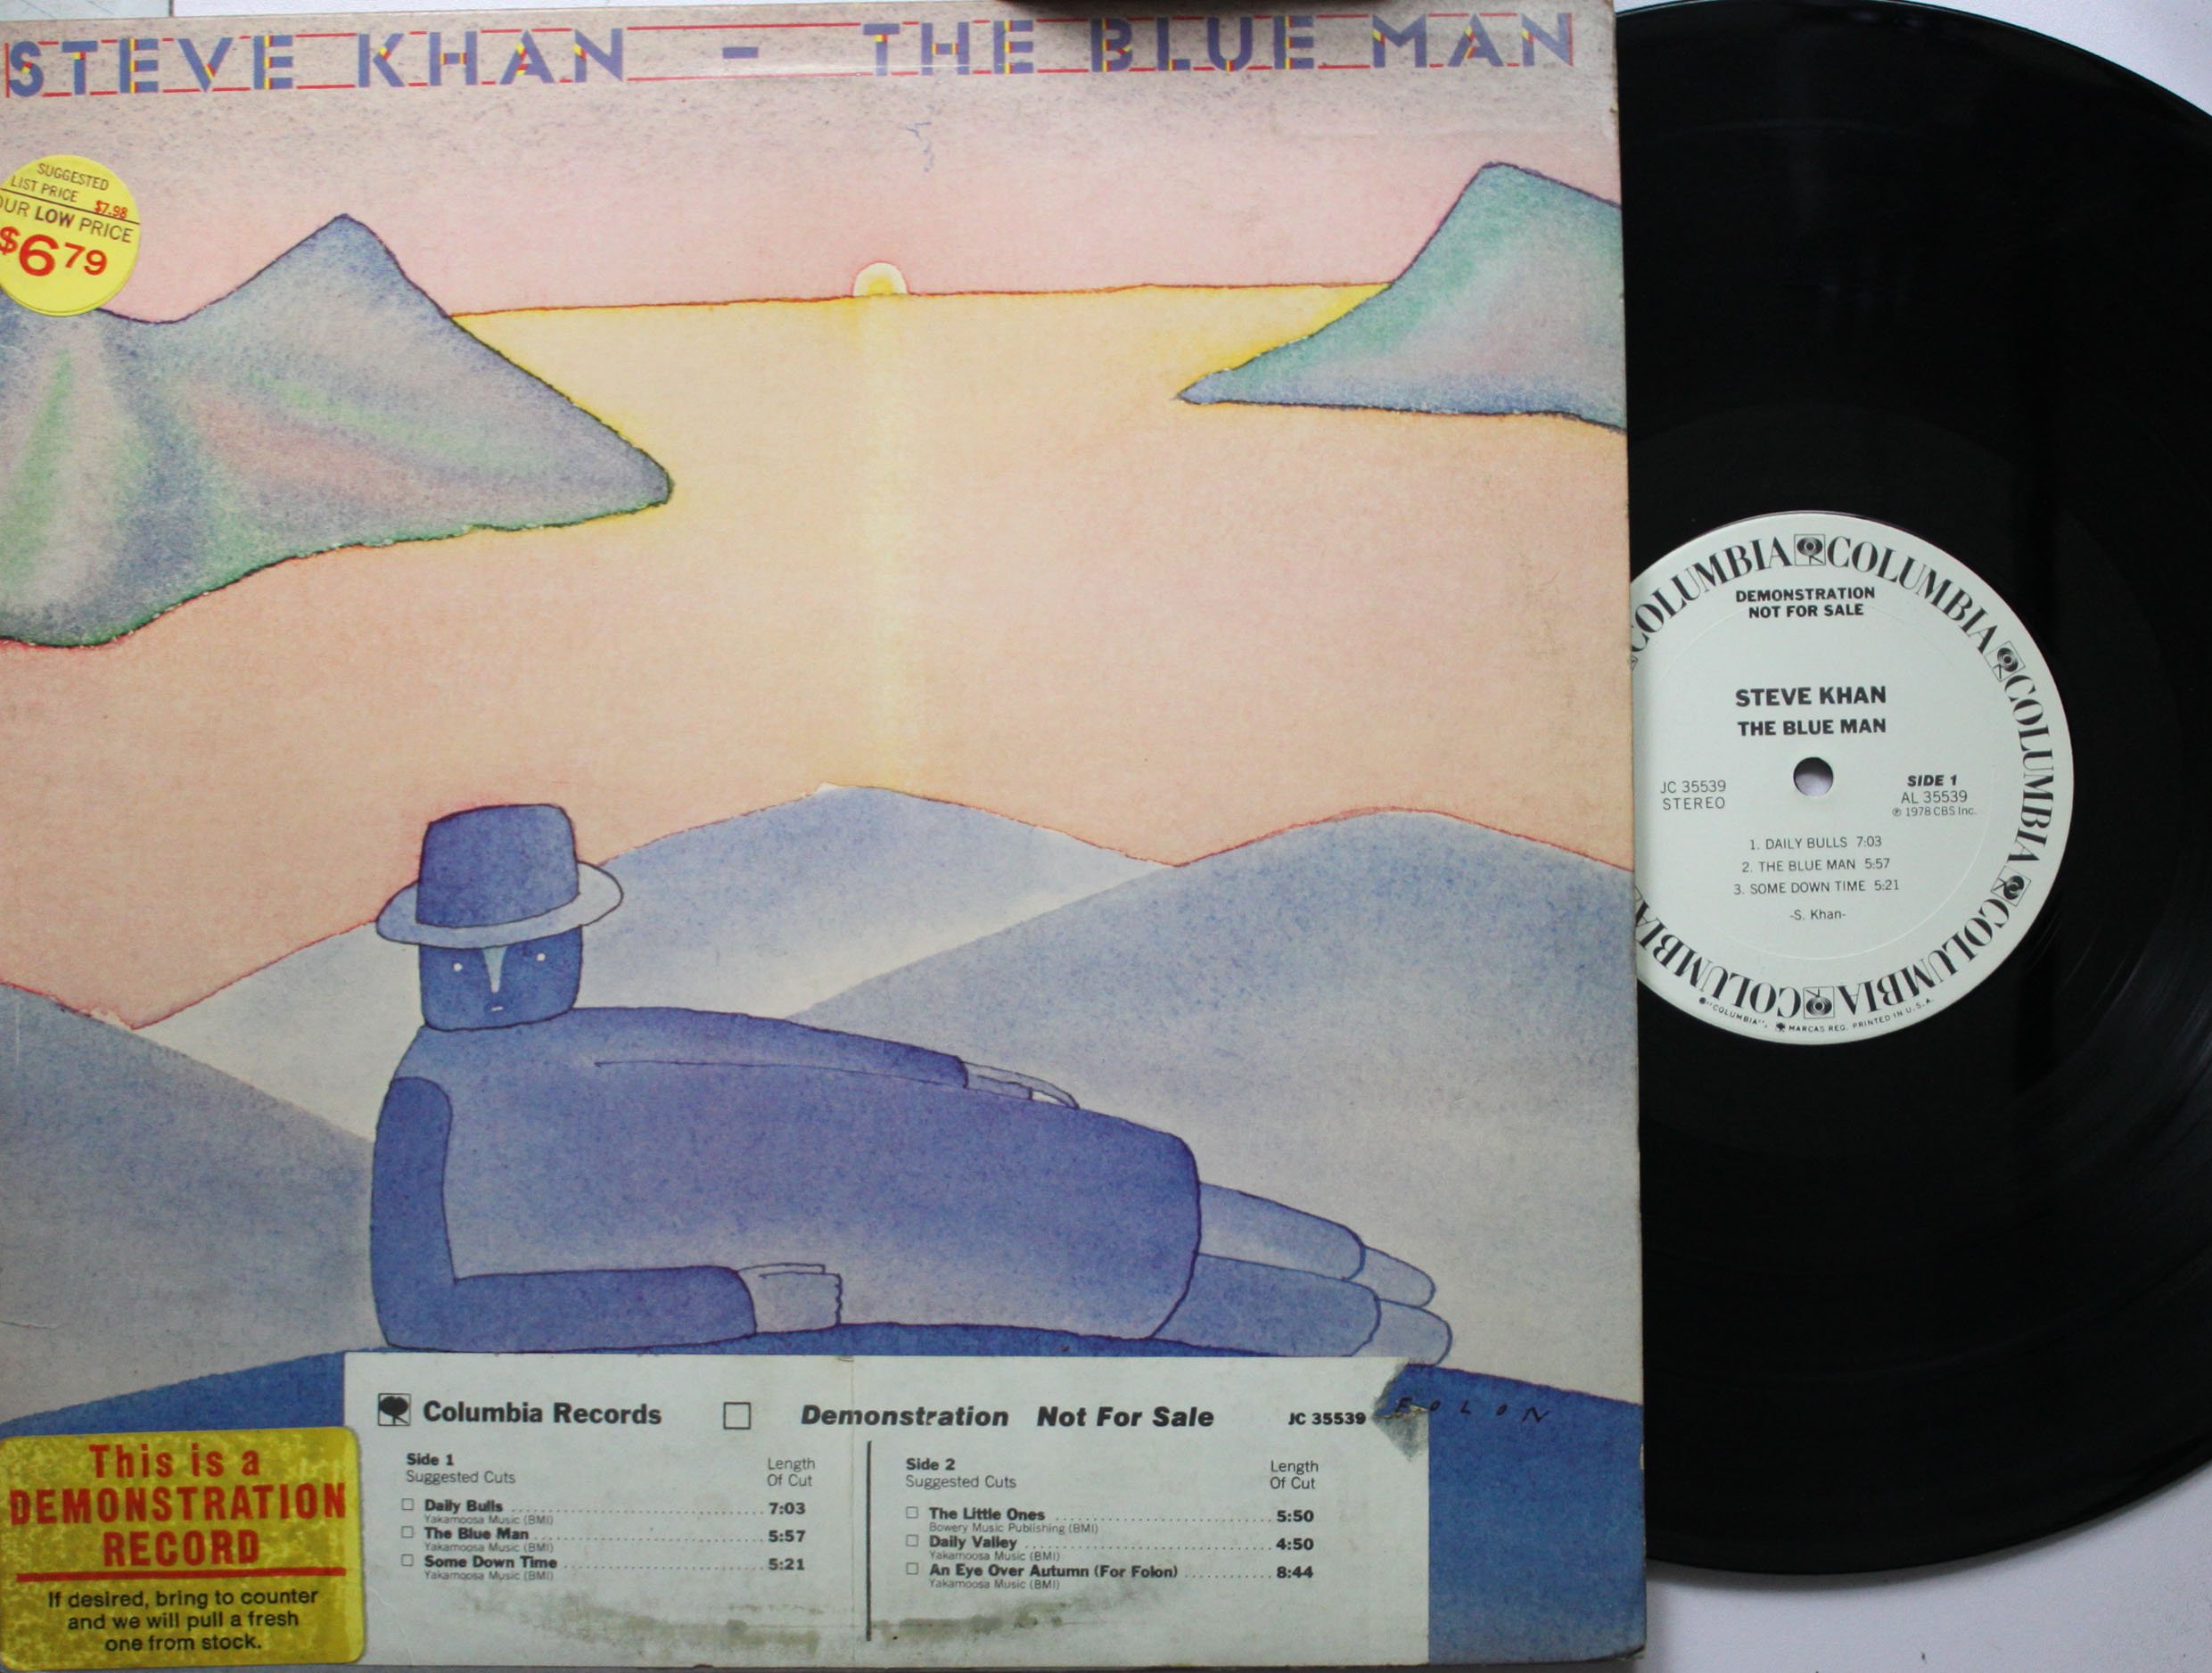 STEVE KHAN - THE BLUE MAN
SUGGESTED
LIST PRICE $7.98
OUR LOW PRICE
$6 79
FOLON
Columbia Records Demonstration Not For Sale JC 35539
Side 1
Suggested Cuts
Length
Of Cut
Daily Bulls 7:03
Yakamoosa Music (BMI)
The Blue Man 5:57
Yakamoosa Music (BMI)
Some Down Time 5:21
Yakamoosa Music (BMI)
Side 2
Suggested Cuts
Length
Of Cut
The Little Ones 5:50
Bowery Music Publishing (BMI)
Daily Valley 4:50
Yakamoosa Music (BMI)
An Eye Over Autumn (For Folon) 8:44
Yakamoosa Music (BMI)
This is a
DEMONSTRATION
RECORD
If desired, bring to counter
and we will pull a fresh
one from stock.
COLUMBIA COLUMBIA COLUMBIA COLUMBIA COLUMBIA COLUMBIA
DEMONSTRATION
NOT FOR SALE
STEVE KHAN
THE BLUE MAN
JC 35539
STEREO
SIDE 1
AL 35539
℗ 1978 CBS Inc.
1. DAILY BULLS 7:03
2. THE BLUE MAN 5:57
3. SOME DOWN TIME 5:21
-S. Khan-
"COLUMBIA", MARCAS REG. PRINTED IN U.S.A.